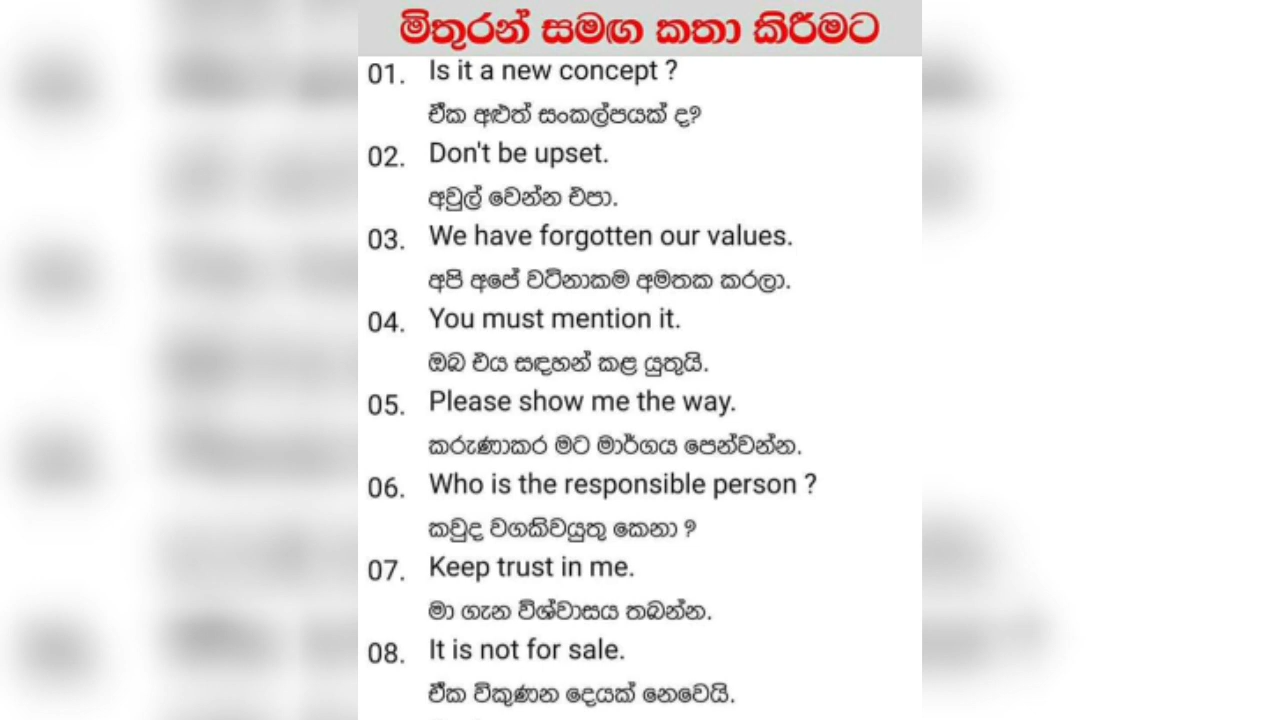 මිතුරන් සමඟ කතා කිරීමට
01. Is it a new concept ?
ඒක අළුත් සංකල්පයක් ද?
02. Don't be upset.
අවුල් වෙන්න එපා.
03. We have forgotten our values.
අපි අපේ වටිනාකම අමතක කරලා.
04. You must mention it.
ඔබ එය සඳහන් කළ යුතුයි.
05. Please show me the way.
කරුණාකර මට මාර්ගය පෙන්වන්න.
06. Who is the responsible person ?
කවුද වගකිවයුතු කෙනා ?
07. Keep trust in me.
මා ගැන විශ්වාසය තබන්න.
08. It is not for sale.
ඒක විකුණන දෙයක් නෙවෙයි.